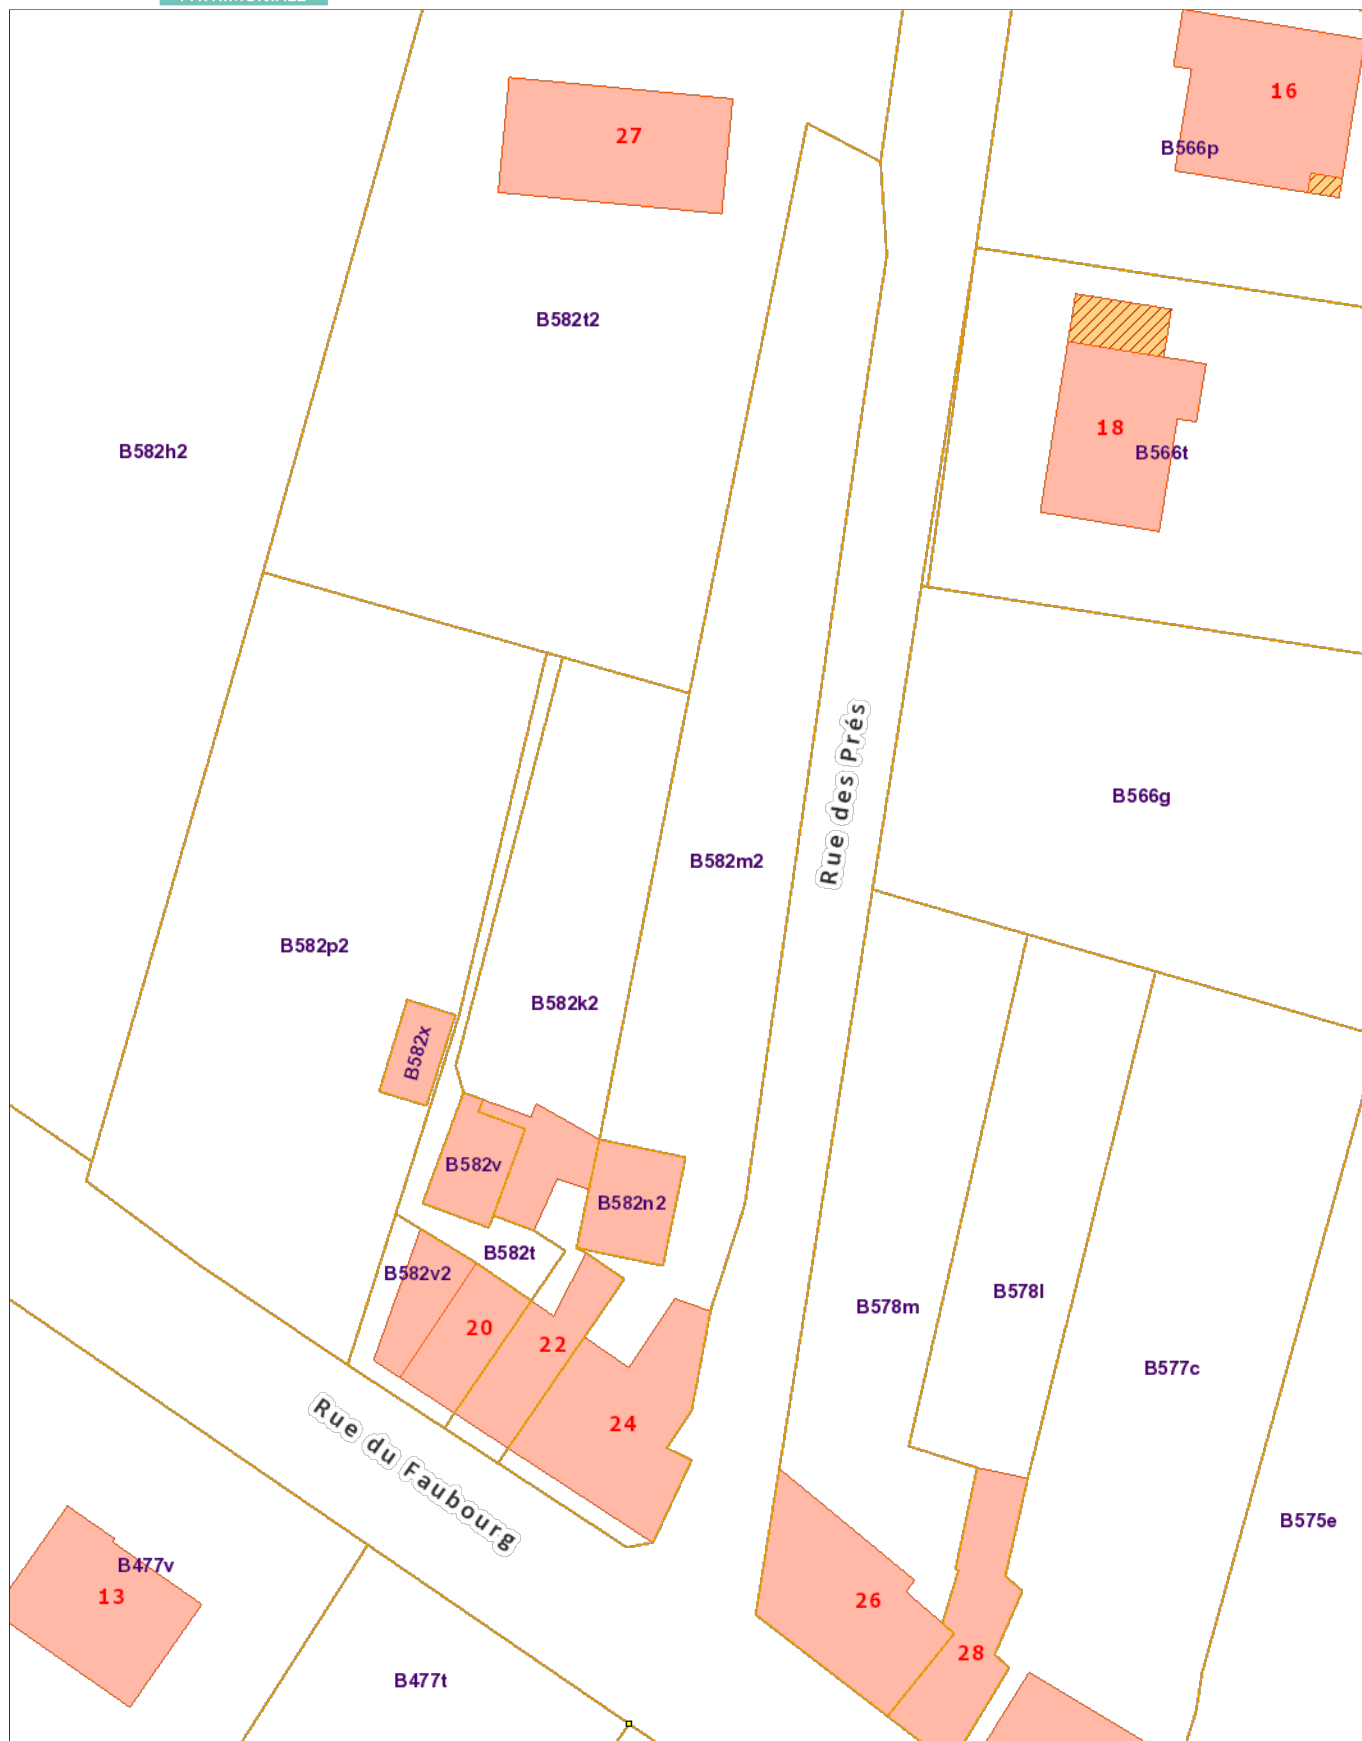 PATRIMONIALE
16
27
B566p
B582t2
18
B582h2
B566t
Rue des Prés
B566g
B582m2
B582p2
B582k2
B582x
B582v
B582n2
B582t
B582v2
B578l
B578m
20
22
B577c
24
Rue du Faubourg
B575e
B477v
13
26
28
B477t